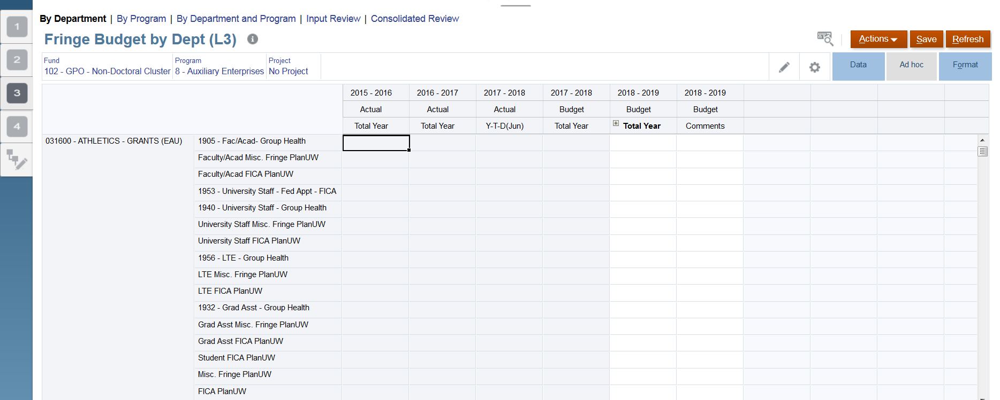 By Department | By Program | By Department and Program | Input Review | Consolidated Review
Fringe Budget by Dept (L3)
Actions Save Refresh
Fund Program Project
102 - GPO - Non-Doctoral Cluster 8 - Auxiliary Enterprises No Project
Data Ad hoc Format
1
2
3
4
2015 - 2016 2016 - 2017 2017 - 2018 2017 - 2018 2018 - 2019 2018 - 2019
Actual Actual Actual Budget Budget Budget
Total Year Total Year Y-T-D(Jun) Total Year Total Year Comments
031600 - ATHLETICS - GRANTS (EAU) 1905 - Fac/Acad- Group Health
Faculty/Acad Misc. Fringe PlanUW
Faculty/Acad FICA PlanUW
1953 - University Staff - Fed Appt - FICA
1940 - University Staff - Group Health
University Staff Misc. Fringe PlanUW
University Staff FICA PlanUW
1956 - LTE - Group Health
LTE Misc. Fringe PlanUW
LTE FICA PlanUW
1932 - Grad Asst - Group Health
Grad Asst Misc. Fringe PlanUW
Grad Asst FICA PlanUW
Student FICA PlanUW
Misc. Fringe PlanUW
FICA PlanUW